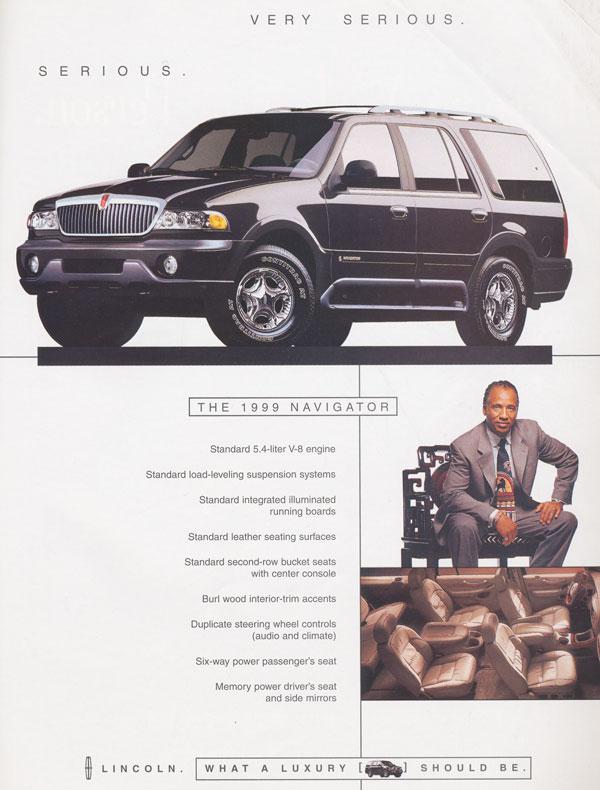 VERY SERIOUS.
SERIOUS.
CONTITRAC AT
NAVIGATOR
THE 1999 NAVIGATOR
Standard 5.4-liter V-8 engine
Standard load-leveling suspension systems
Standard integrated illuminated
running boards
Standard leather seating surfaces
Standard second-row bucket seats
with center console
Burl wood interior-trim accents
Duplicate steering wheel controls
(audio and climate)
Six-way power passenger's seat
Memory power driver's seat
and side mirrors
LINCOLN. WHAT A LUXURY [ ] SHOULD BE.